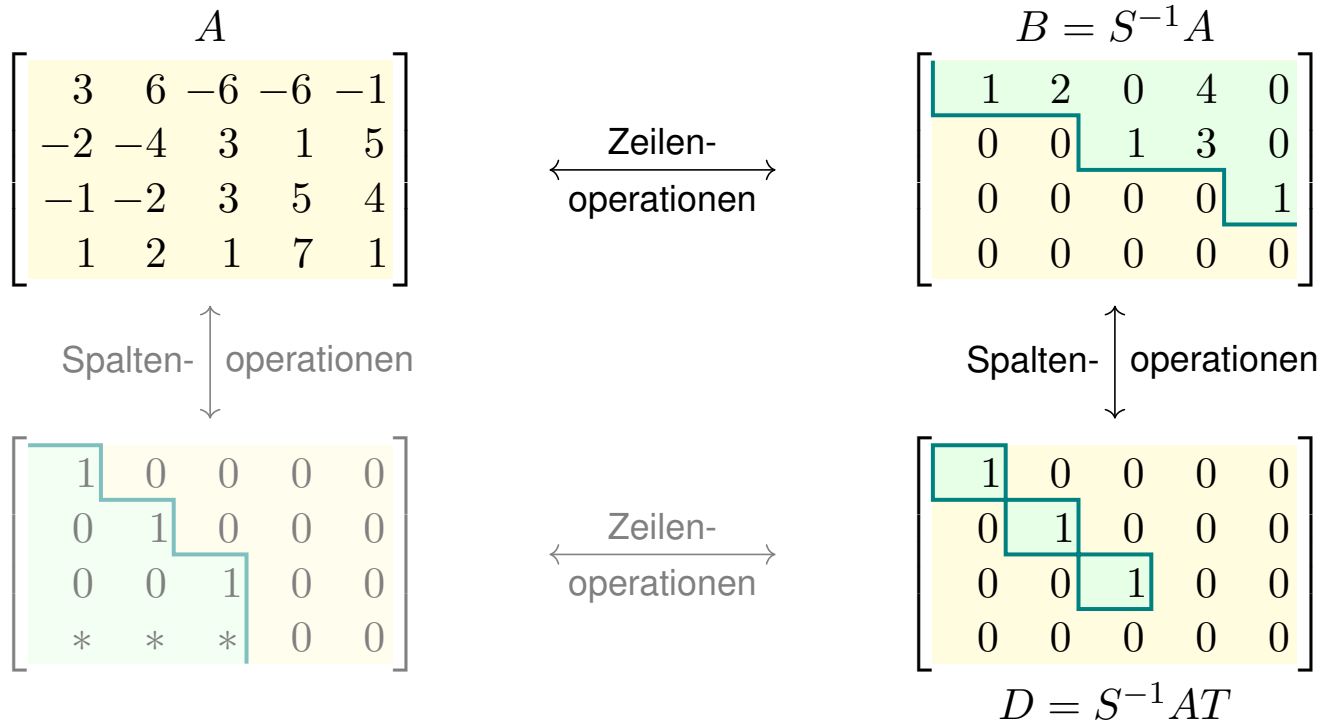 A
3 6 −6 −6 −1
−2 −4 3 1 5
−1 −2 3 5 4
1 2 1 7 1
Zeilen-
operationen
B = S⁻¹A
1 2 0 4 0
0 0 1 3 0
0 0 0 0 1
0 0 0 0 0
Spalten- operationen
Spalten- operationen
1 0 0 0 0
0 1 0 0 0
0 0 1 0 0
∗ ∗ ∗ 0 0
Zeilen-
operationen
1 0 0 0 0
0 1 0 0 0
0 0 1 0 0
0 0 0 0 0
D = S⁻¹AT